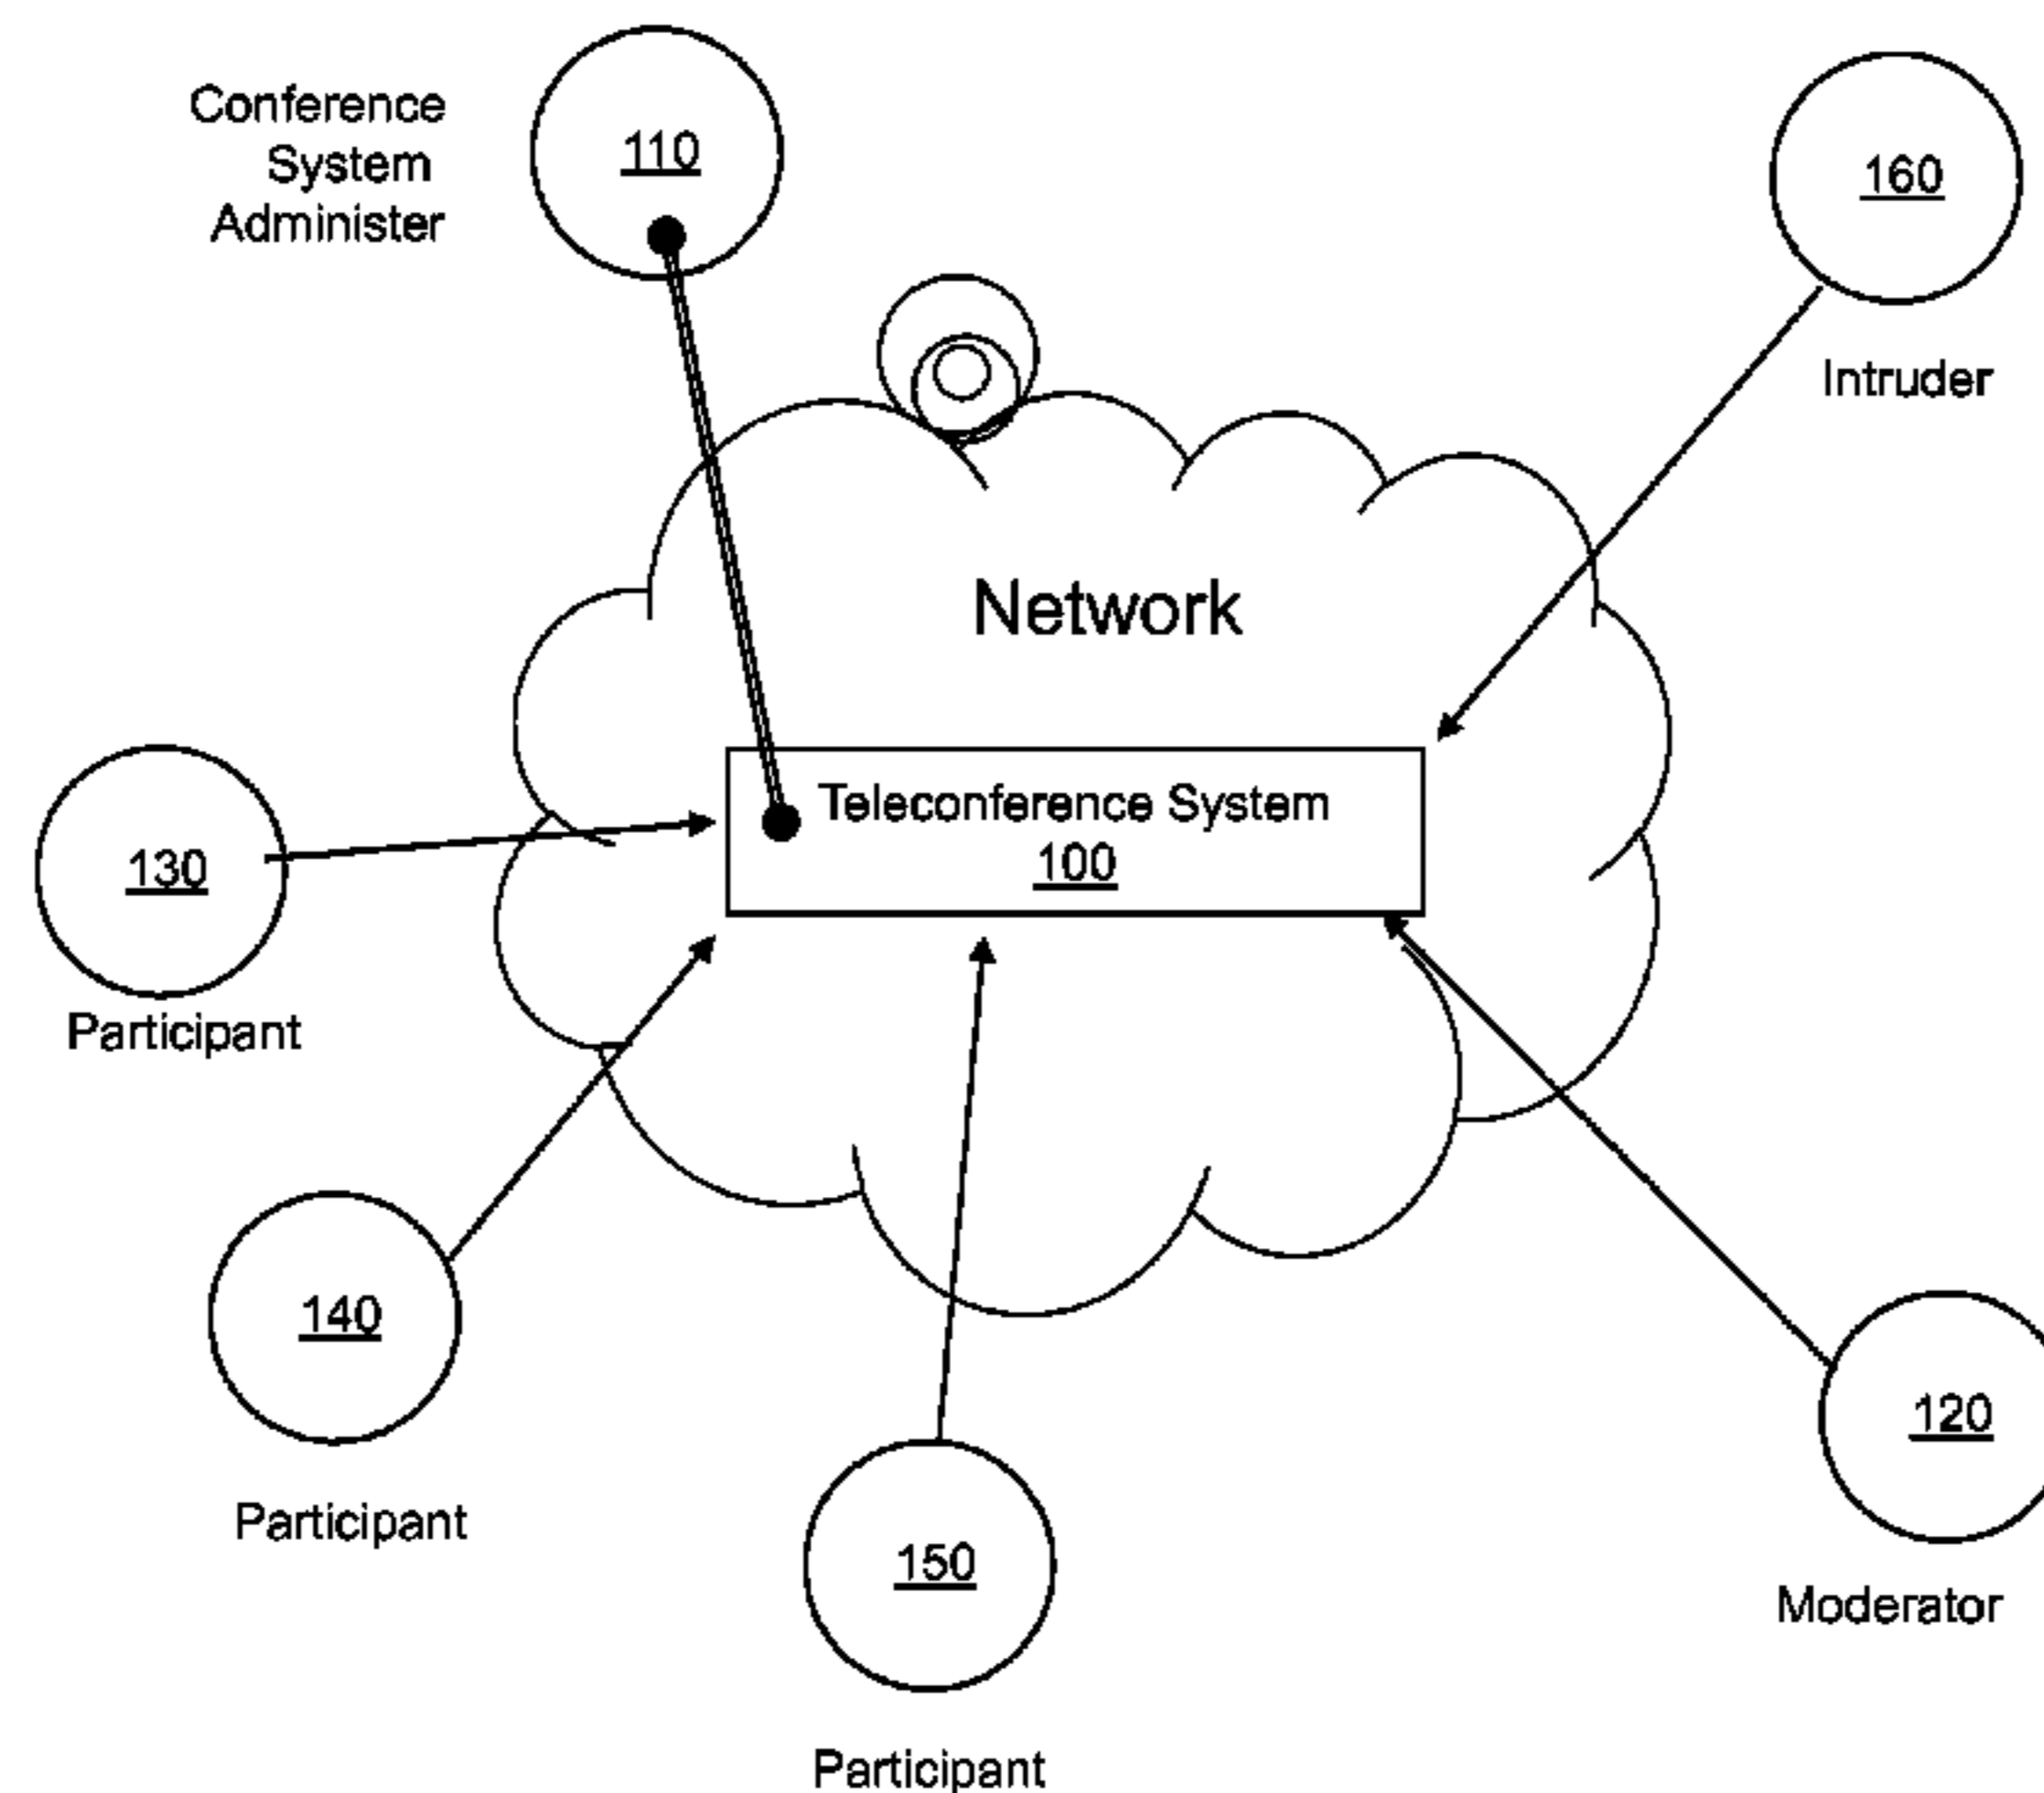 Conference
System
Administer
110
160
Intruder
Network
Teleconference System
100
130
Participant
140
Participant
150
Participant
120
Moderator